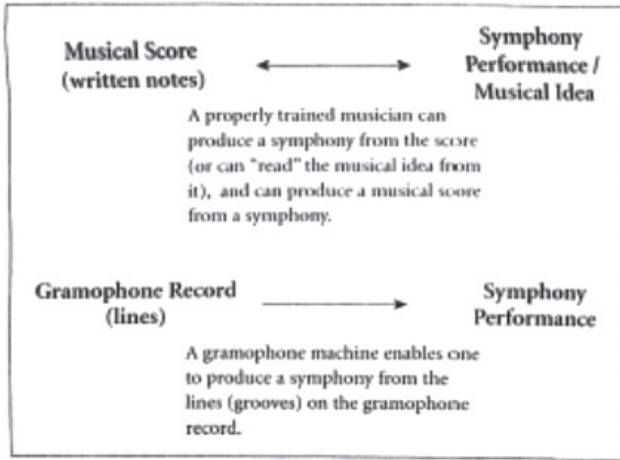 Musical Score
(written notes)
Symphony
Performance /
Musical Idea
A properly trained musician can
produce a symphony from the score
(or can "read" the musical idea from
it), and can produce a musical score
from a symphony.
Gramophone Record
(lines)
Symphony
Performance
A gramophone machine enables one
to produce a symphony from the
lines (grooves) on the gramophone
record.